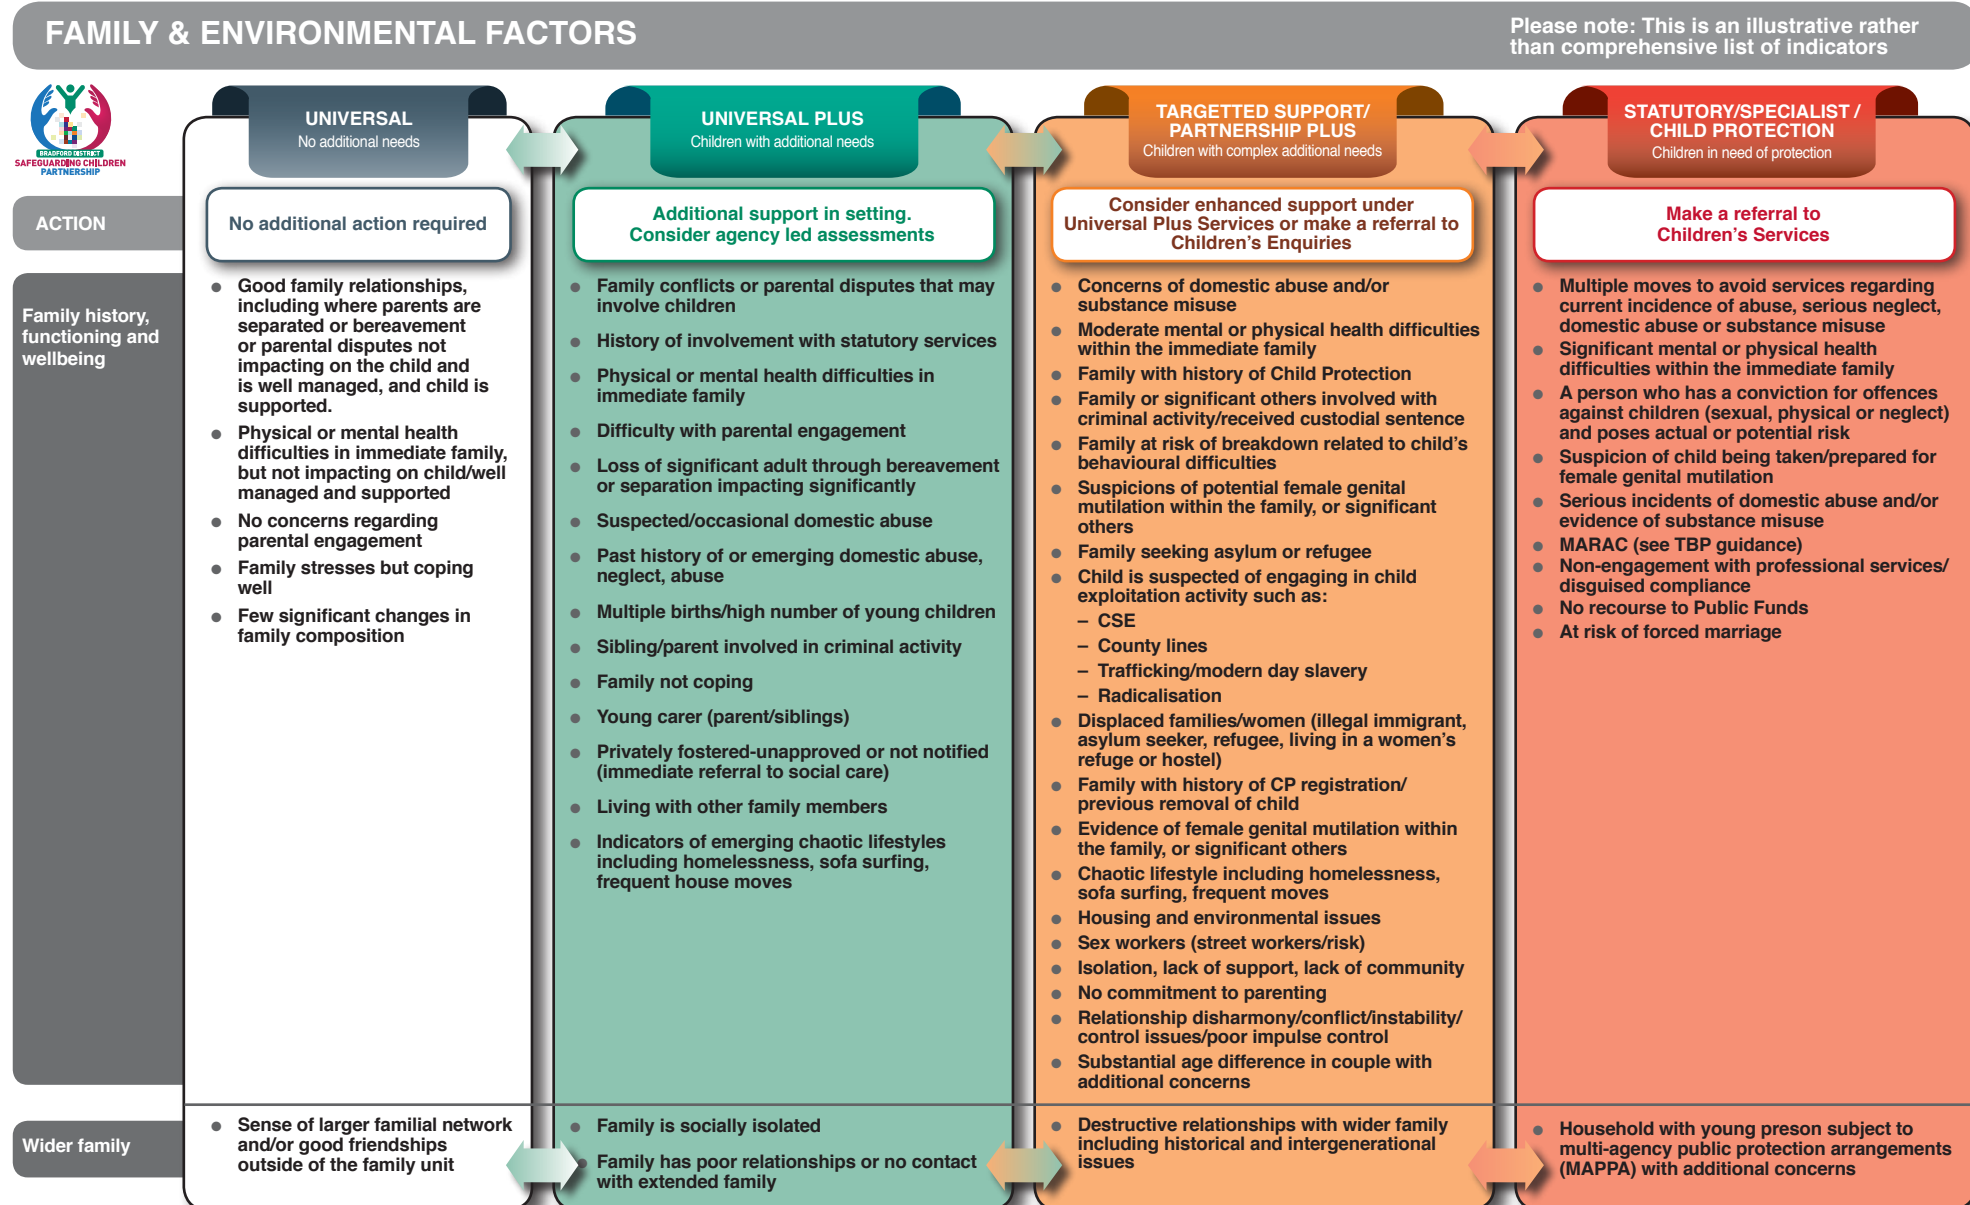 FAMILY & ENVIRONMENTAL FACTORS
Please note: This is an illustrative rather
than comprehensive list of indicators
BRADFORD DISTRICT
SAFEGUARDING CHILDREN
PARTNERSHIP
UNIVERSAL
No additional needs
UNIVERSAL PLUS
Children with additional needs
TARGETTED SUPPORT/
PARTNERSHIP PLUS
Children with complex additional needs
STATUTORY/SPECIALIST /
CHILD PROTECTION
Children in need of protection
ACTION
No additional action required
Additional support in setting.
Consider agency led assessments
Consider enhanced support under
Universal Plus Services or make a referral to
Children’s Enquiries
Make a referral to
Children’s Services
Family history,
functioning and
wellbeing
● Good family relationships,
including where parents are
separated or bereavement
or parental disputes not
impacting on the child and
is well managed, and child is
supported.
● Physical or mental health
difficulties in immediate family,
but not impacting on child/well
managed and supported
● No concerns regarding
parental engagement
● Family stresses but coping
well
● Few significant changes in
family composition
● Family conflicts or parental disputes that may
involve children
● History of involvement with statutory services
● Physical or mental health difficulties in
immediate family
● Difficulty with parental engagement
● Loss of significant adult through bereavement
or separation impacting significantly
● Suspected/occasional domestic abuse
● Past history of or emerging domestic abuse,
neglect, abuse
● Multiple births/high number of young children
● Sibling/parent involved in criminal activity
● Family not coping
● Young carer (parent/siblings)
● Privately fostered-unapproved or not notified
(immediate referral to social care)
● Living with other family members
● Indicators of emerging chaotic lifestyles
including homelessness, sofa surfing,
frequent house moves
● Concerns of domestic abuse and/or
substance misuse
● Moderate mental or physical health difficulties
within the immediate family
● Family with history of Child Protection
● Family or significant others involved with
criminal activity/received custodial sentence
● Family at risk of breakdown related to child’s
behavioural difficulties
● Suspicions of potential female genital
mutilation within the family, or significant
others
● Family seeking asylum or refugee
● Child is suspected of engaging in child
exploitation activity such as:
– CSE
– County lines
– Trafficking/modern day slavery
– Radicalisation
● Displaced families/women (illegal immigrant,
asylum seeker, refugee, living in a women’s
refuge or hostel)
● Family with history of CP registration/
previous removal of child
● Evidence of female genital mutilation within
the family, or significant others
● Chaotic lifestyle including homelessness,
sofa surfing, frequent moves
● Housing and environmental issues
● Sex workers (street workers/risk)
● Isolation, lack of support, lack of community
● No commitment to parenting
● Relationship disharmony/conflict/instability/
control issues/poor impulse control
● Substantial age difference in couple with
additional concerns
● Multiple moves to avoid services regarding
current incidence of abuse, serious neglect,
domestic abuse or substance misuse
● Significant mental or physical health
difficulties within the immediate family
● A person who has a conviction for offences
against children (sexual, physical or neglect)
and poses actual or potential risk
● Suspicion of child being taken/prepared for
female genital mutilation
● Serious incidents of domestic abuse and/or
evidence of substance misuse
● MARAC (see TBP guidance)
● Non-engagement with professional services/
disguised compliance
● No recourse to Public Funds
● At risk of forced marriage
Wider family
● Sense of larger familial network
and/or good friendships
outside of the family unit
● Family is socially isolated
● Family has poor relationships or no contact
with extended family
● Destructive relationships with wider family
including historical and intergenerational
issues
● Household with young preson subject to
multi-agency public protection arrangements
(MAPPA) with additional concerns